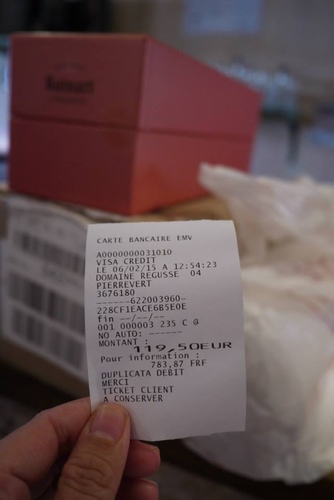 Ruinart
CARTE BANCAIRE EMV
A0000000031010
VISA CREDIT
LE 06/02/15 A 12:54:23
DOMAINE REGUSSE 04
PIERREVERT
3676180
------622003960-
228CF1EACE6B5E0E
fin --/--/--
001 000003 235 C @
NO AUTO: ------
MONTANT :
119,50EUR
Pour information :
783,87 FRF
DUPLICATA DEBIT
MERCI
TICKET CLIENT
A CONSERVER